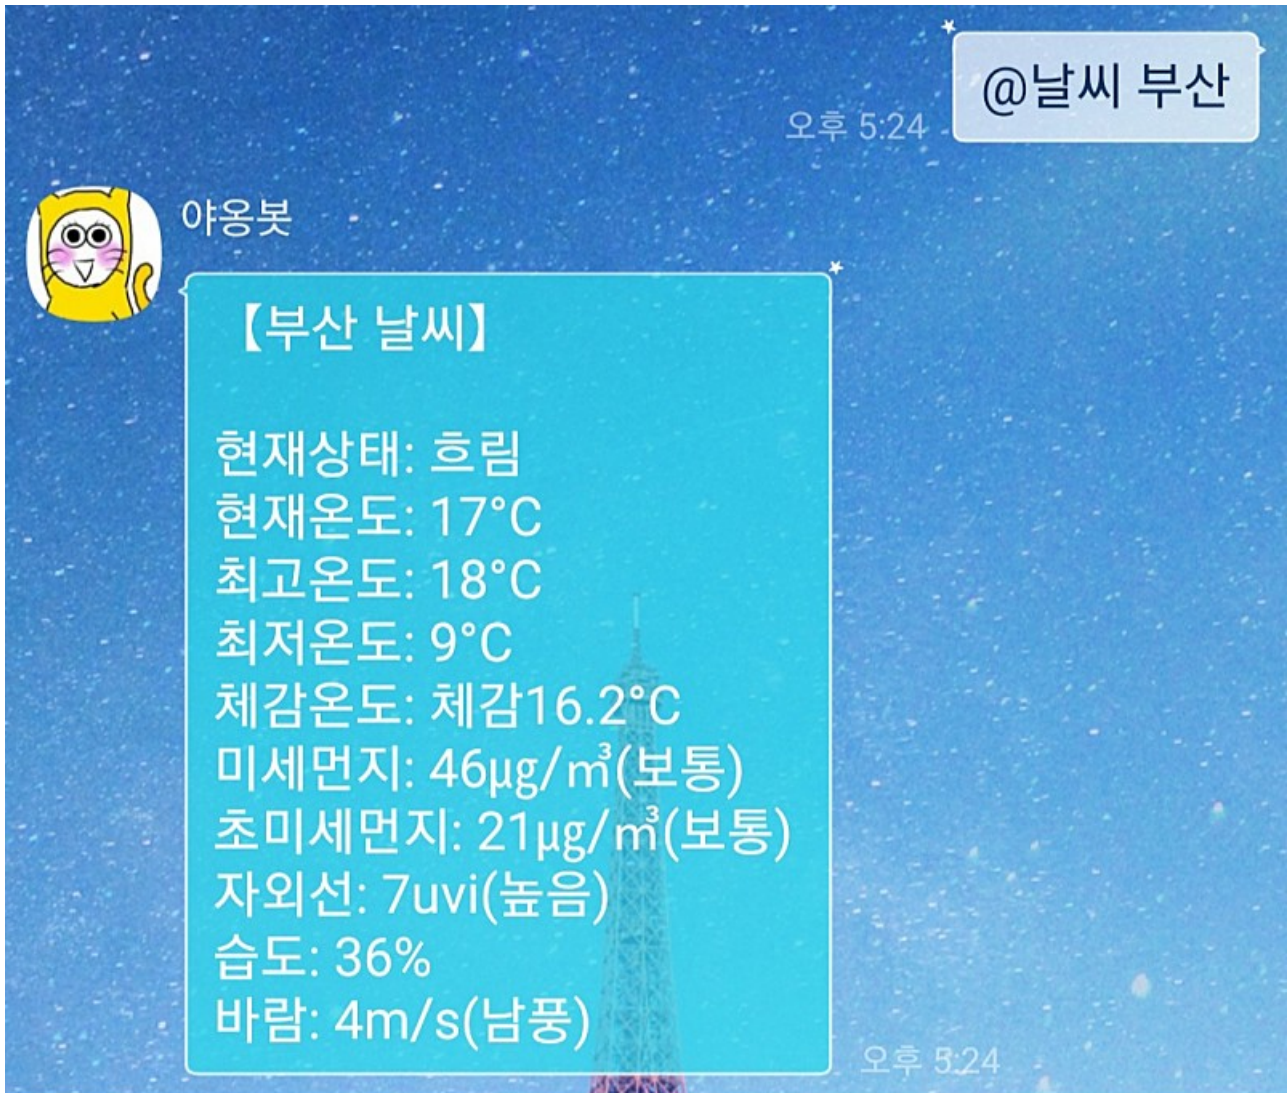 @날씨 부산
오후 5:24
야옹봇
【부산 날씨】
현재상태: 흐림
현재온도: 17°C
최고온도: 18°C
최저온도: 9°C
체감온도: 체감16.2°C
미세먼지: 46μg/㎥(보통)
초미세먼지: 21μg/㎥(보통)
자외선: 7uvi(높음)
습도: 36%
바람: 4m/s(남풍)
오후 5:24